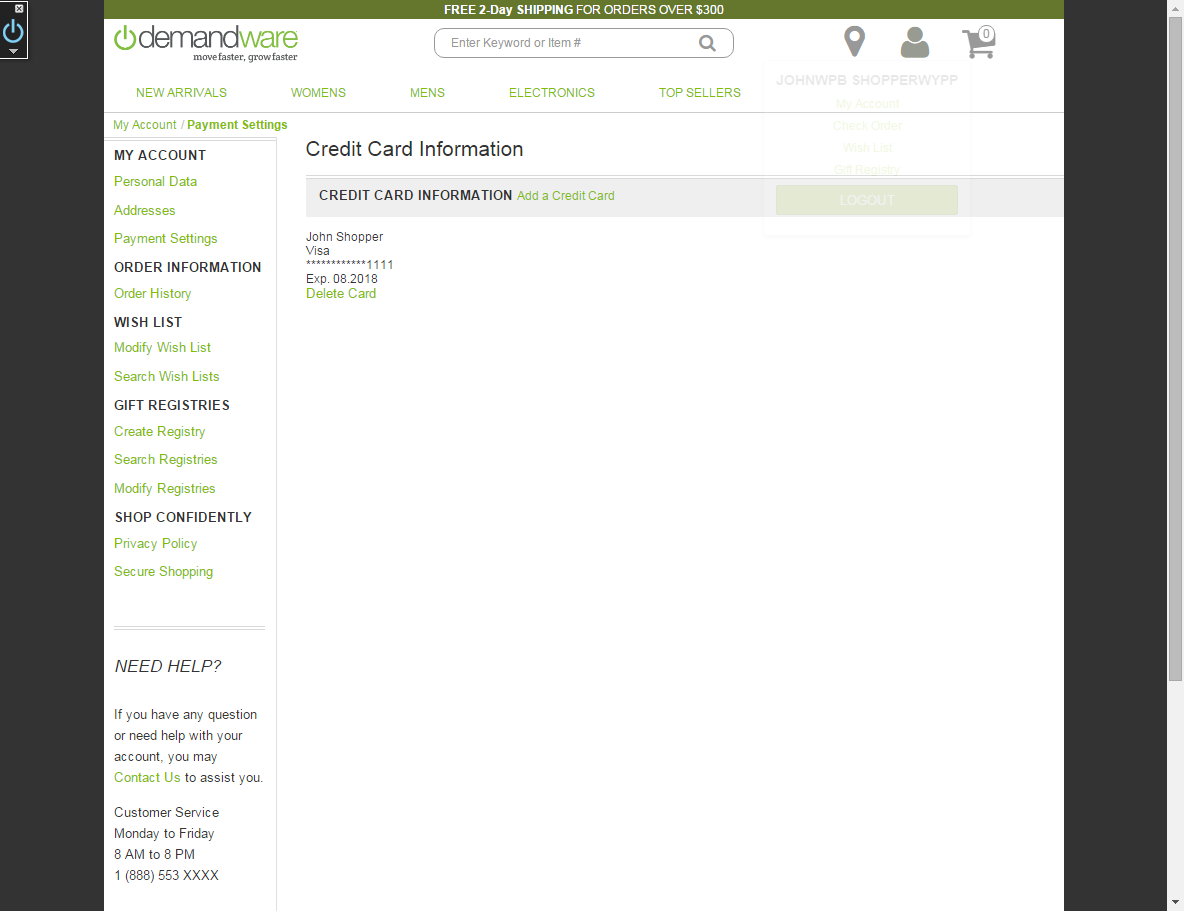 FREE 2-Day SHIPPING FOR ORDERS OVER $300
demandware
move faster, grow faster
Enter Keyword or Item #
0
NEW ARRIVALS
WOMENS
MENS
ELECTRONICS
TOP SELLERS
JOHNWPB SHOPPERWYPP
My Account
Check Order
Wish List
Gift Registry
LOGOUT
My Account / Payment Settings
MY ACCOUNT
Personal Data
Addresses
Payment Settings
ORDER INFORMATION
Order History
WISH LIST
Modify Wish List
Search Wish Lists
GIFT REGISTRIES
Create Registry
Search Registries
Modify Registries
SHOP CONFIDENTLY
Privacy Policy
Secure Shopping
NEED HELP?
If you have any question
or need help with your
account, you may
Contact Us to assist you.
Customer Service
Monday to Friday
8 AM to 8 PM
1 (888) 553 XXXX
Credit Card Information
CREDIT CARD INFORMATION Add a Credit Card
John Shopper
Visa
************1111
Exp. 08.2018
Delete Card